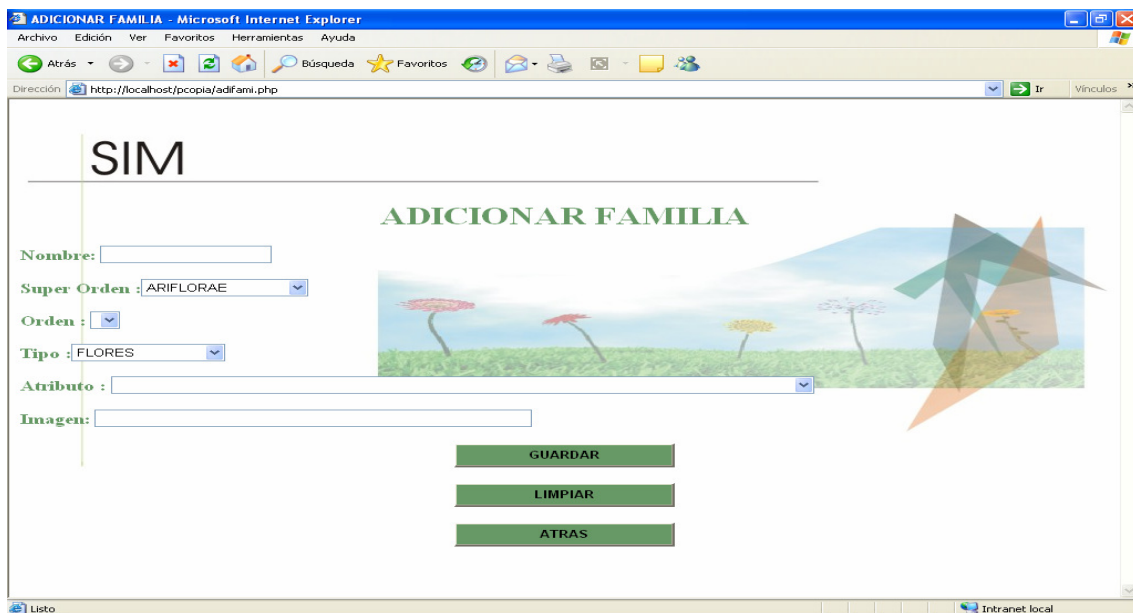 ADICIONAR FAMILIA - Microsoft Internet Explorer
Archivo Edición Ver Favoritos Herramientas Ayuda
Atrás Búsqueda Favoritos
Dirección http://localhost/pcopia/adifami.php Ir Vínculos »
SIM
ADICIONAR FAMILIA
Nombre:
Super Orden : ARIFLORAE
Orden :
Tipo : FLORES
Atributo :
Imagen:
GUARDAR
LIMPIAR
ATRAS
Listo Intranet local